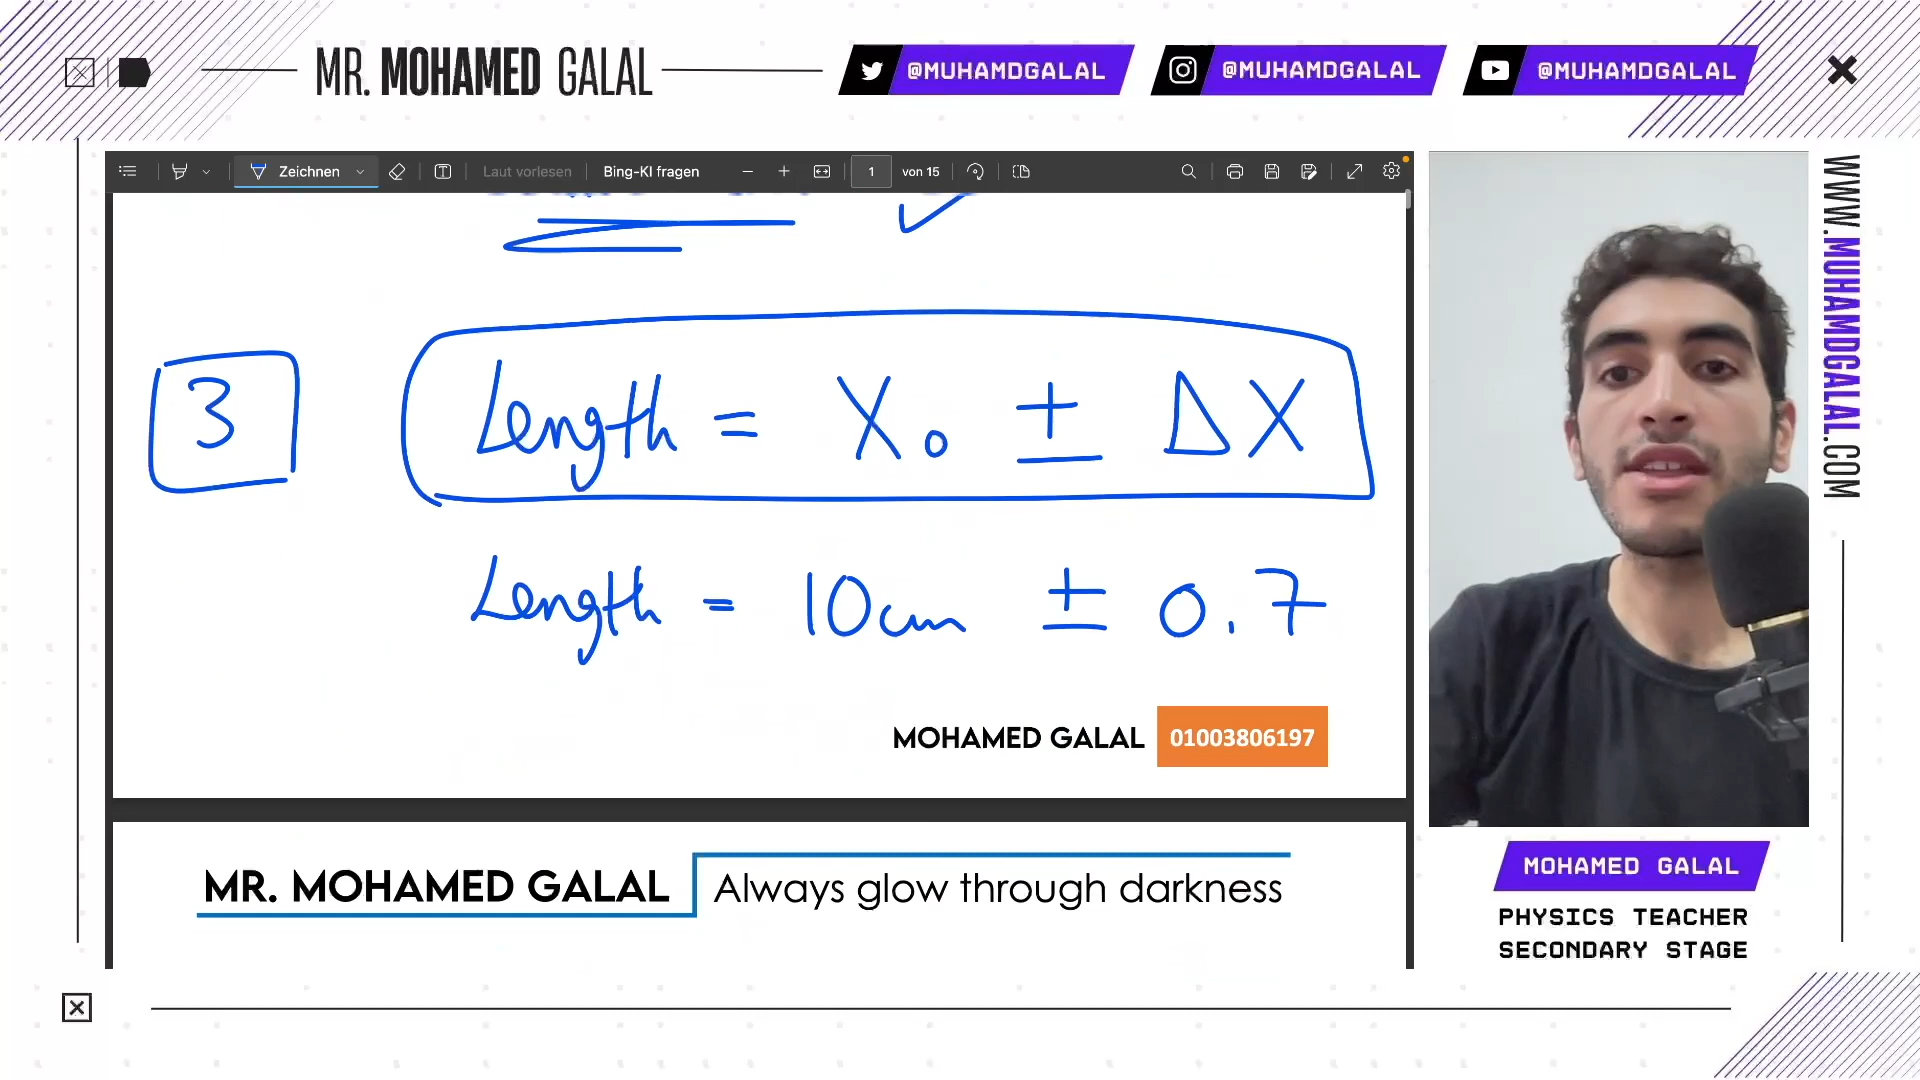 MR. MOHAMED GALAL
@MUHAMDGALAL
@MUHAMDGALAL
@MUHAMDGALAL
WWW.MUHAMDGALAL.COM
Zeichnen
Laut vorlesen
Bing-KI fragen
1
von 15
3
Length = X₀ ± ΔX
Length = 10cm ± 0.7
MOHAMED GALAL 01003806197
MR. MOHAMED GALAL Always glow through darkness
MOHAMED GALAL
PHYSICS TEACHER
SECONDARY STAGE